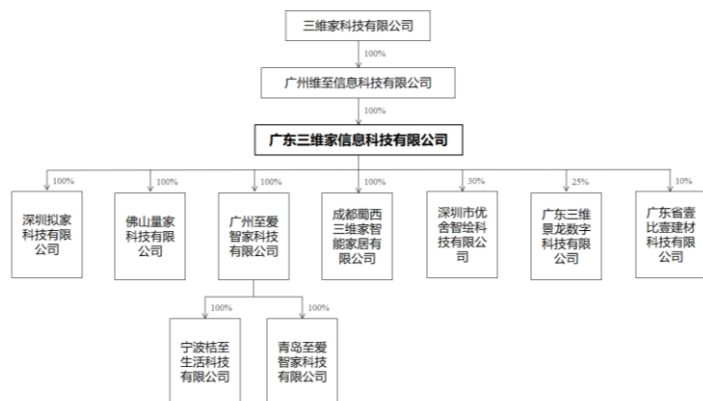 三维家科技有限公司
100%
广州维至信息科技有限公司
100%
广东三维家信息科技有限公司
100%
100%
100%
100%
30%
25%
10%
深圳拟家
科技有限
公司
佛山量家
科技有限
公司
广州至爱
智家科技
有限公司
成都蜀西
三维家智
能家居有
限公司
深圳市优
舍智绘科
技有限公
司
广东三维
景龙数字
科技有限
公司
广东省壹
比壹建材
科技有限
公司
100%
100%
宁波桔至
生活科技
有限公司
青岛至爱
智家科技
有限公司